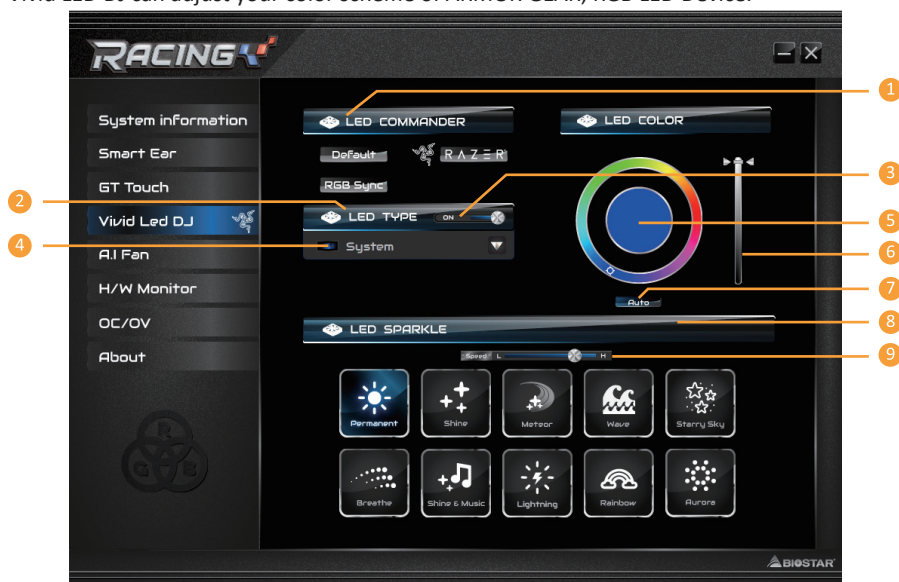 Vivid LED DJ can adjust your color scheme of ARMOR GEAR/RGB LED Device.
RACING
System information
Smart Ear
GT Touch
Vivid Led DJ
A.I Fan
H/W Monitor
OC/OV
About
R
G B
1
LED COMMANDER
LED COLOR
Default
RAZER
RGB Sync
2
LED TYPE
ON
3
4
System
5
6
Auto
7
LED SPARKLE
8
Speed L H
9
Permanent
Shine
Meteor
Wave
Starry Sky
Breathe
Shine & Music
Lightning
Rainbow
Aurora
BIOSTAR